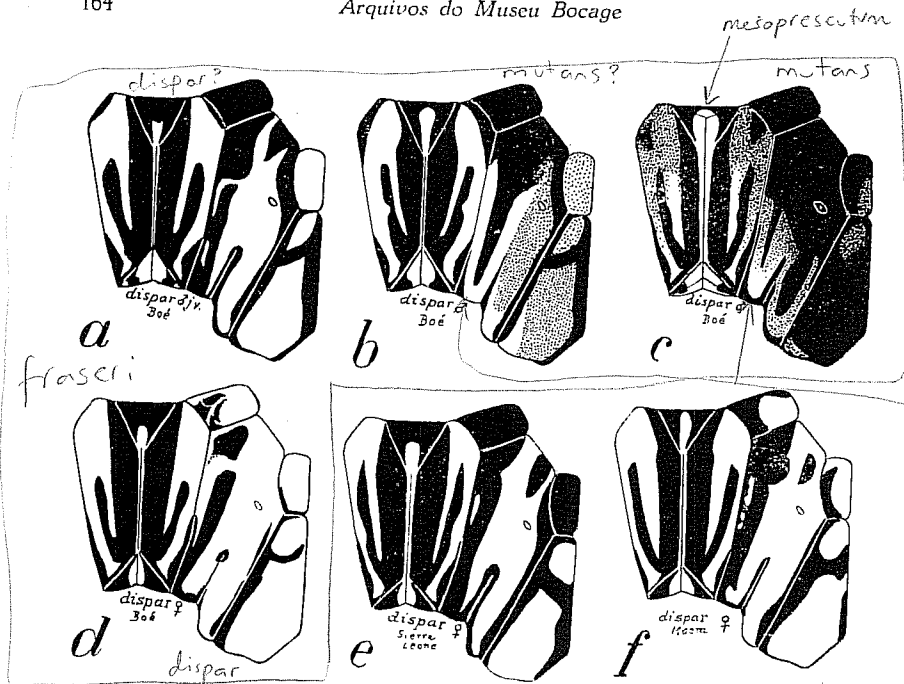 164
Arquivos do Museu Bocage
mesoprescutum
dispar?
mutans?
mutans
dispar ♂ jv.
Boé
a
dispar ♂
Boé
b
dispar ♂
Boé
c
fraseri
dispar ♀
Boé
d
dispar
dispar ♀
Sierre
Leone
e
dispar ♀
f